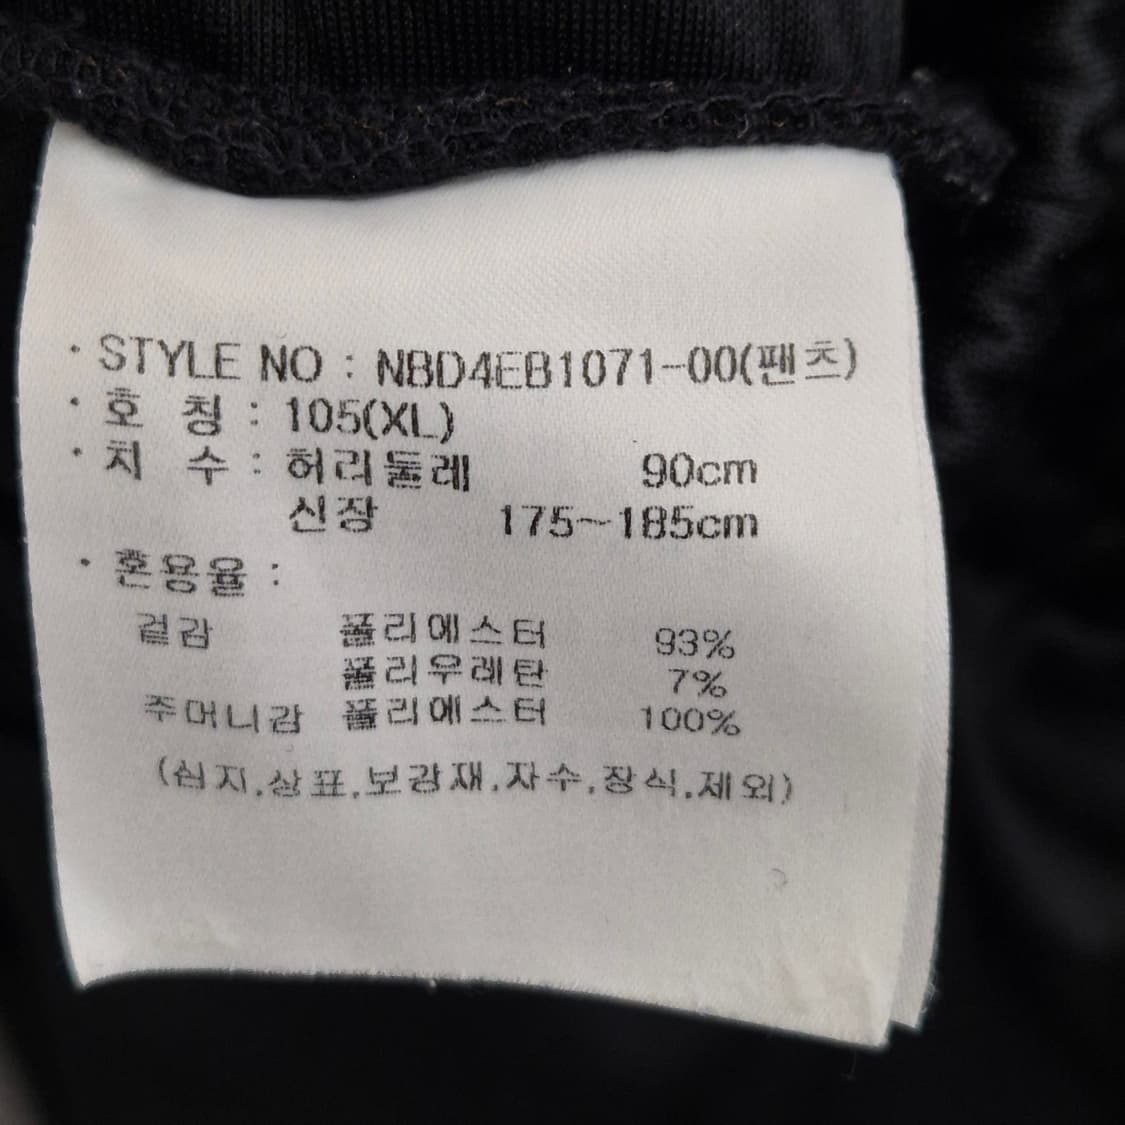 · STYLE NO : NBD4EB1071-00(팬츠)
· 호 칭 : 105(XL)
· 치 수 : 허리둘레 90cm
신장 175~185cm
· 혼용율 :
겉감 폴리에스터 93%
폴리우레탄 7%
주머니감 폴리에스터 100%
(심지,상표,보강재,자수,장식,제외)